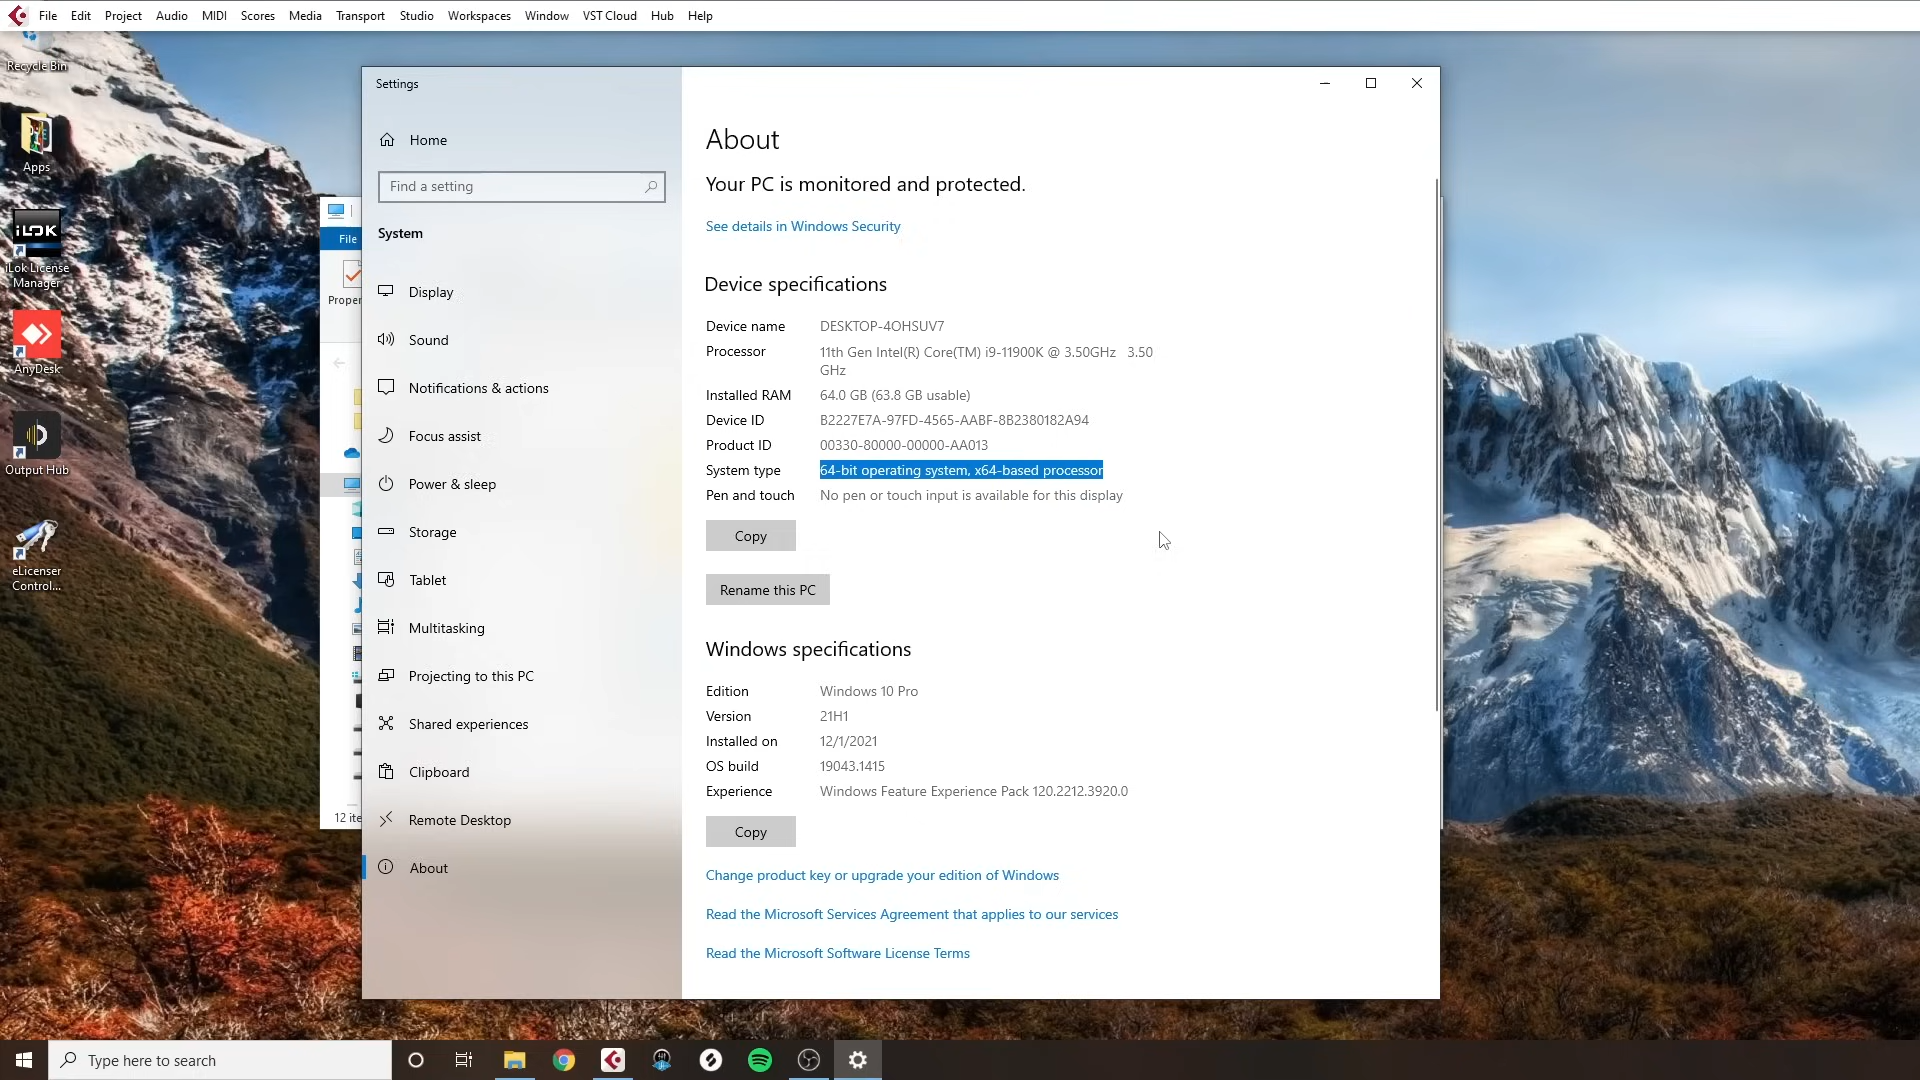 File Edit Project Audio MIDI Scores Media Transport Studio Workspaces Window VST Cloud Hub Help
Recycle Bin
Apps
iLOK
iLok License
Manager
AnyDesk
Output Hub
eLicenser
Control...
File
Proper
12 ite
Settings
Home
Find a setting
System
Display
Sound
Notifications & actions
Focus assist
Power & sleep
Storage
Tablet
Multitasking
Projecting to this PC
Shared experiences
Clipboard
Remote Desktop
About
About
Your PC is monitored and protected.
See details in Windows Security
Device specifications
Device name DESKTOP-4OHSUV7
Processor 11th Gen Intel(R) Core(TM) i9-11900K @ 3.50GHz 3.50
GHz
Installed RAM 64.0 GB (63.8 GB usable)
Device ID B2227E7A-97FD-4565-AABF-8B2380182A94
Product ID 00330-80000-00000-AA013
System type 64-bit operating system, x64-based processor
Pen and touch No pen or touch input is available for this display
Copy
Rename this PC
Windows specifications
Edition Windows 10 Pro
Version 21H1
Installed on 12/1/2021
OS build 19043.1415
Experience Windows Feature Experience Pack 120.2212.3920.0
Copy
Change product key or upgrade your edition of Windows
Read the Microsoft Services Agreement that applies to our services
Read the Microsoft Software License Terms
Type here to search